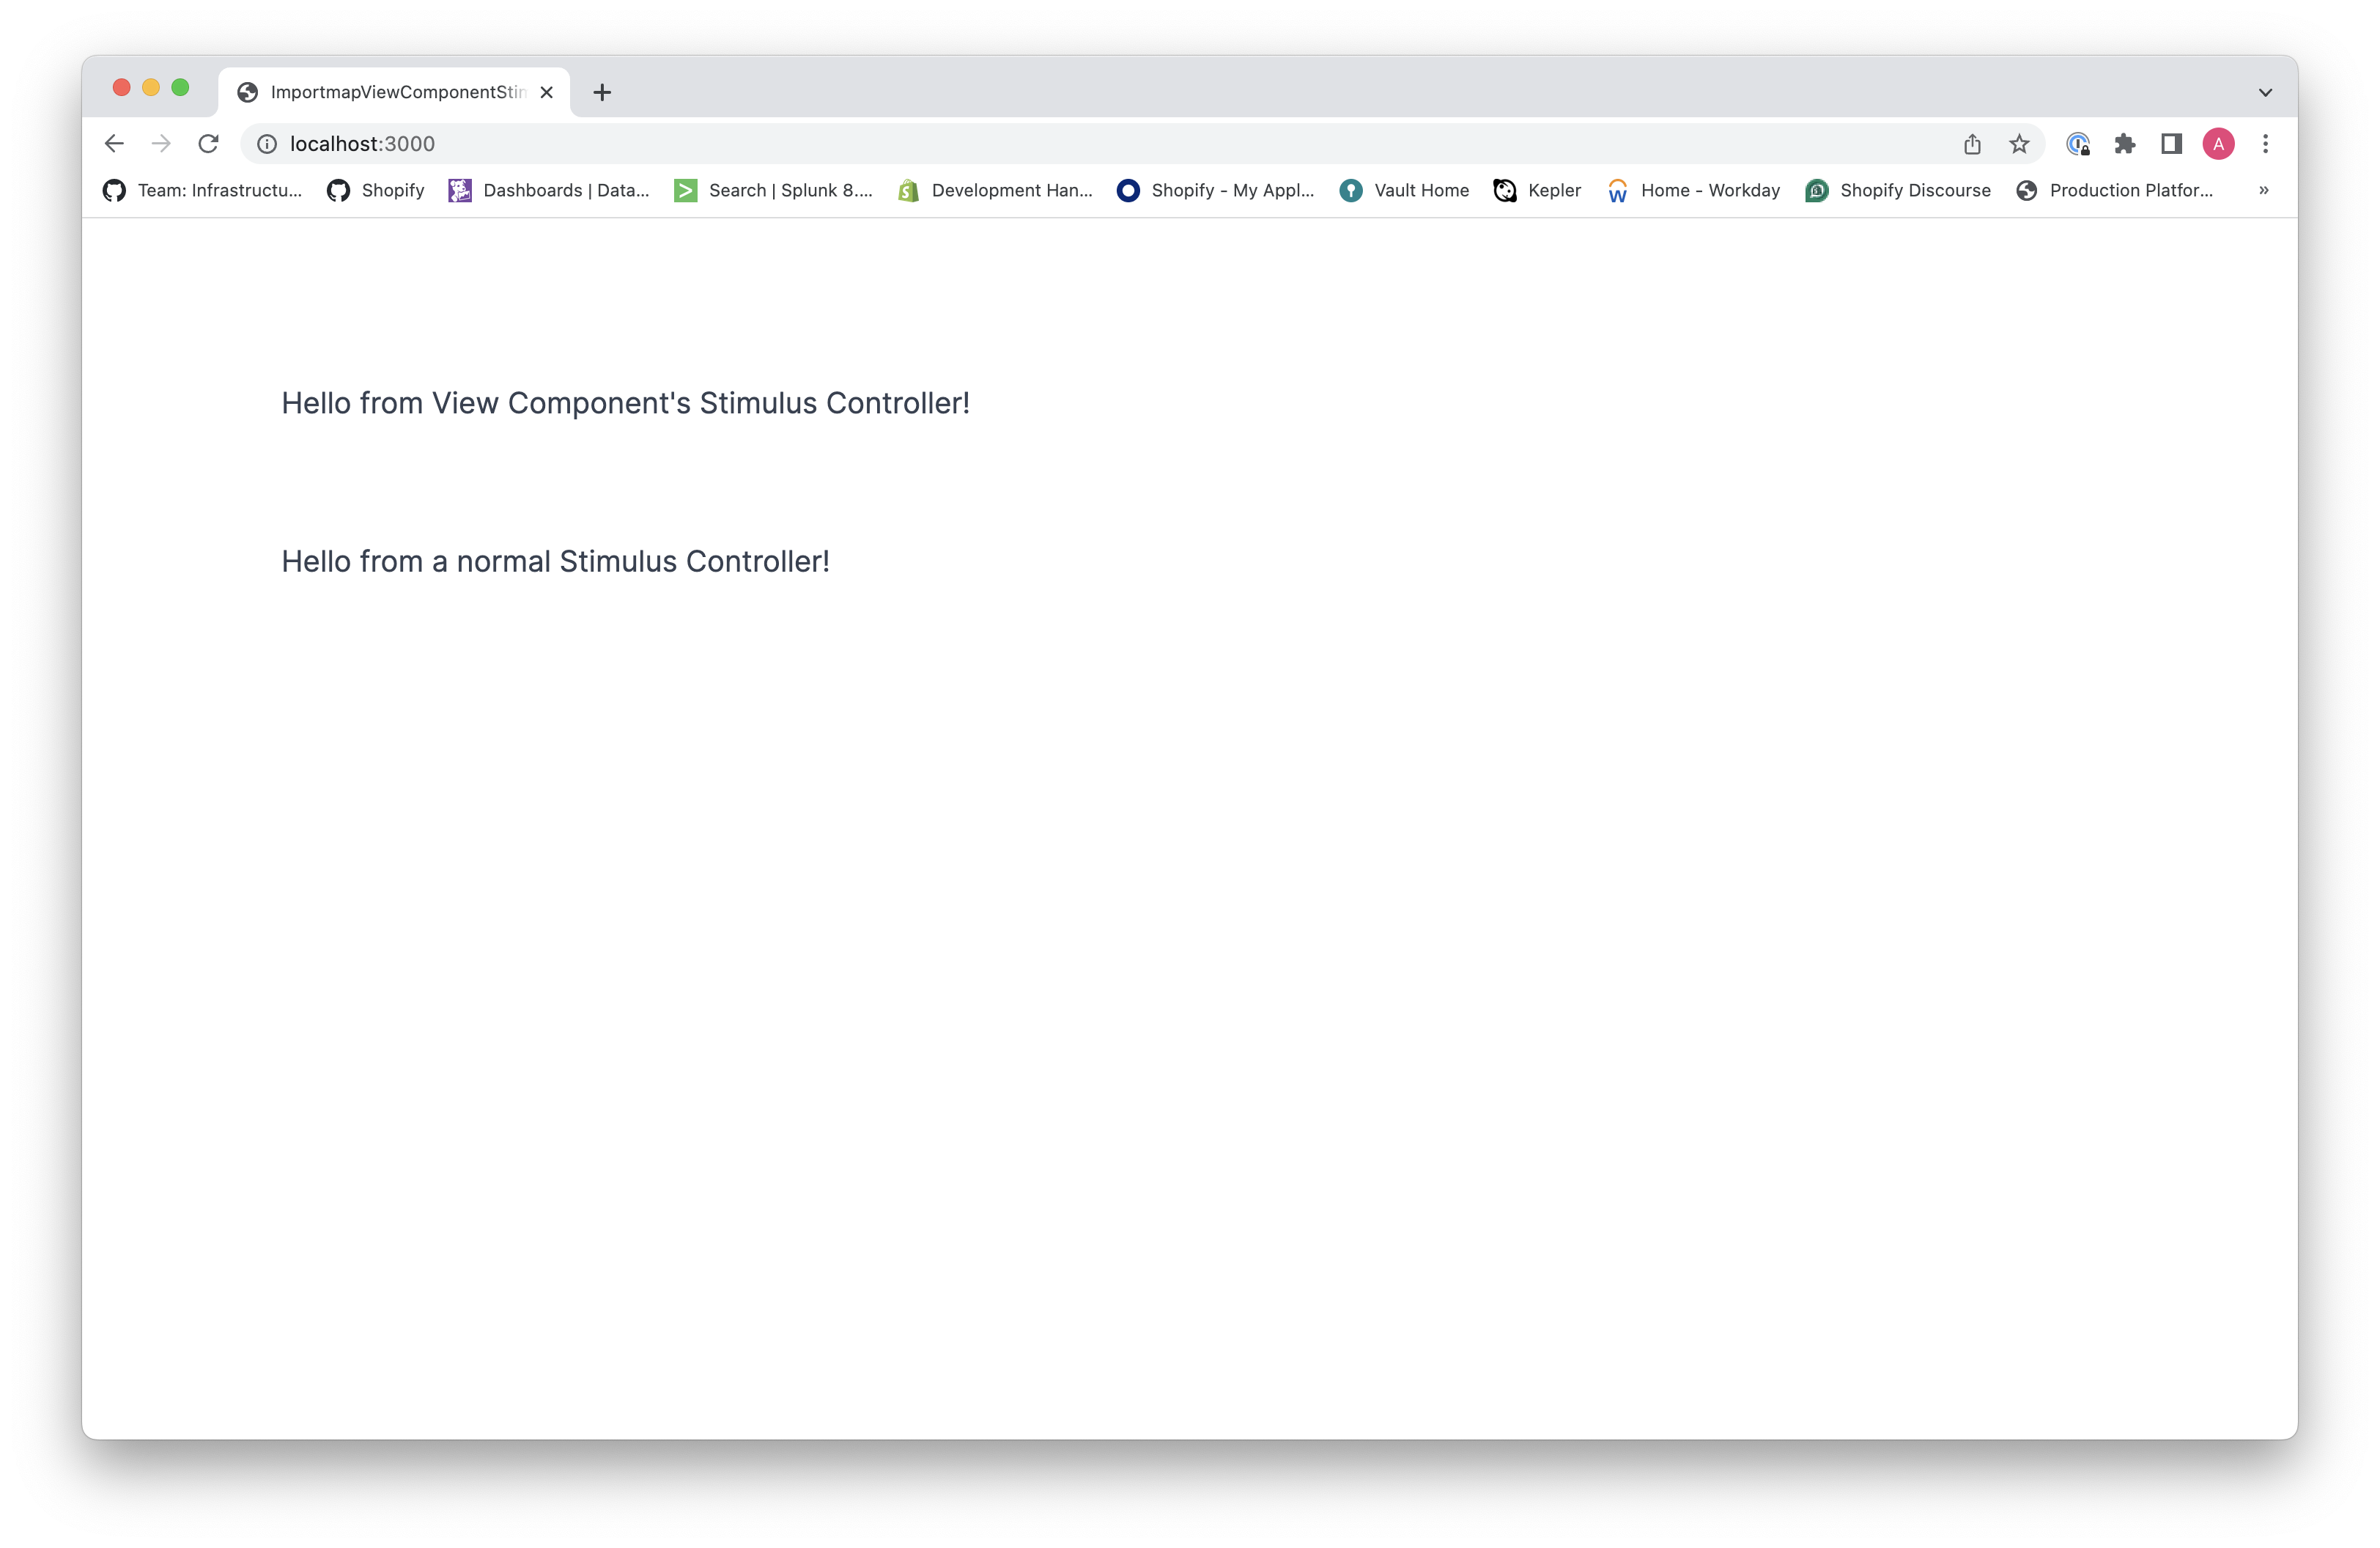 ImportmapViewComponentStim
localhost:3000
A
Team: Infrastructu... Shopify Dashboards | Data... Search | Splunk 8.... Development Han... Shopify - My Appl... Vault Home Kepler Home - Workday Shopify Discourse Production Platfor... »
Hello from View Component's Stimulus Controller!
Hello from a normal Stimulus Controller!